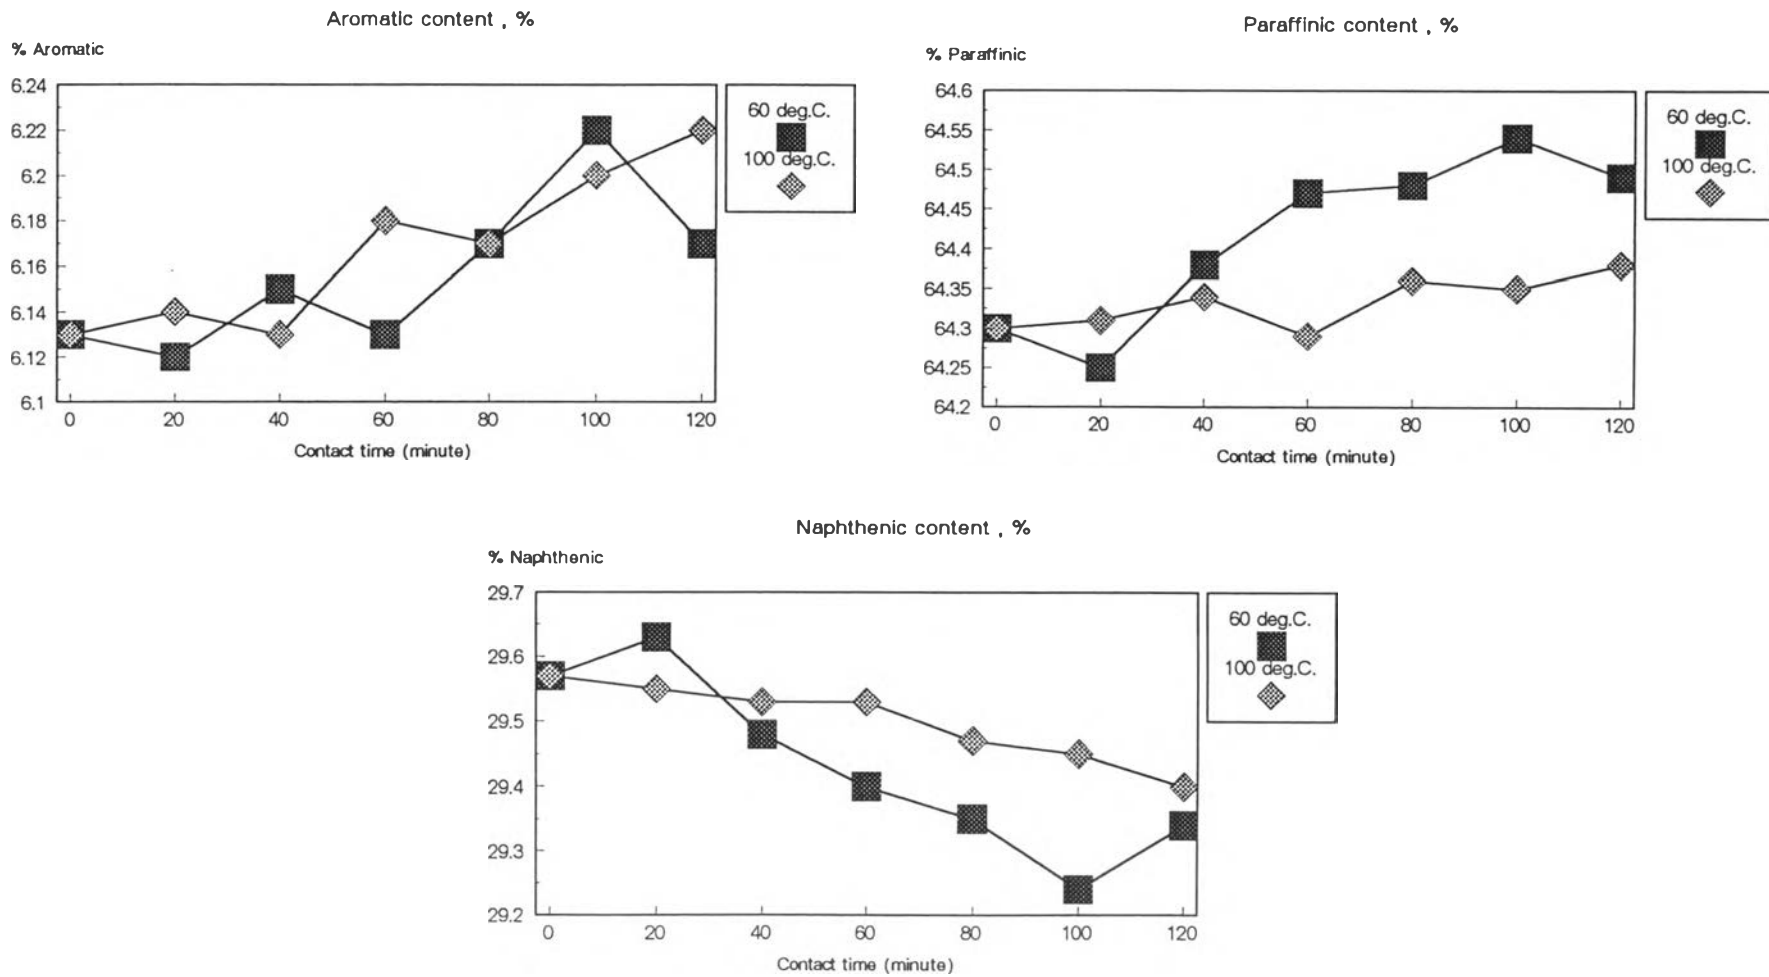 Aromatic content , %
% Aromatic
6.24
6.22
6.2
6.18
6.16
6.14
6.12
6.1
0 20 40 60 80 100 120
Contact time (minute)
60 deg.C.
100 deg.C.
Paraffinic content , %
% Paraffinic
64.6
64.55
64.5
64.45
64.4
64.35
64.3
64.25
64.2
0 20 40 60 80 100 120
Contact time (minute)
60 deg.C.
100 deg.C.
Naphthenic content , %
% Naphthenic
29.7
29.6
29.5
29.4
29.3
29.2
0 20 40 60 80 100 120
Contact time (minute)
60 deg.C.
100 deg.C.